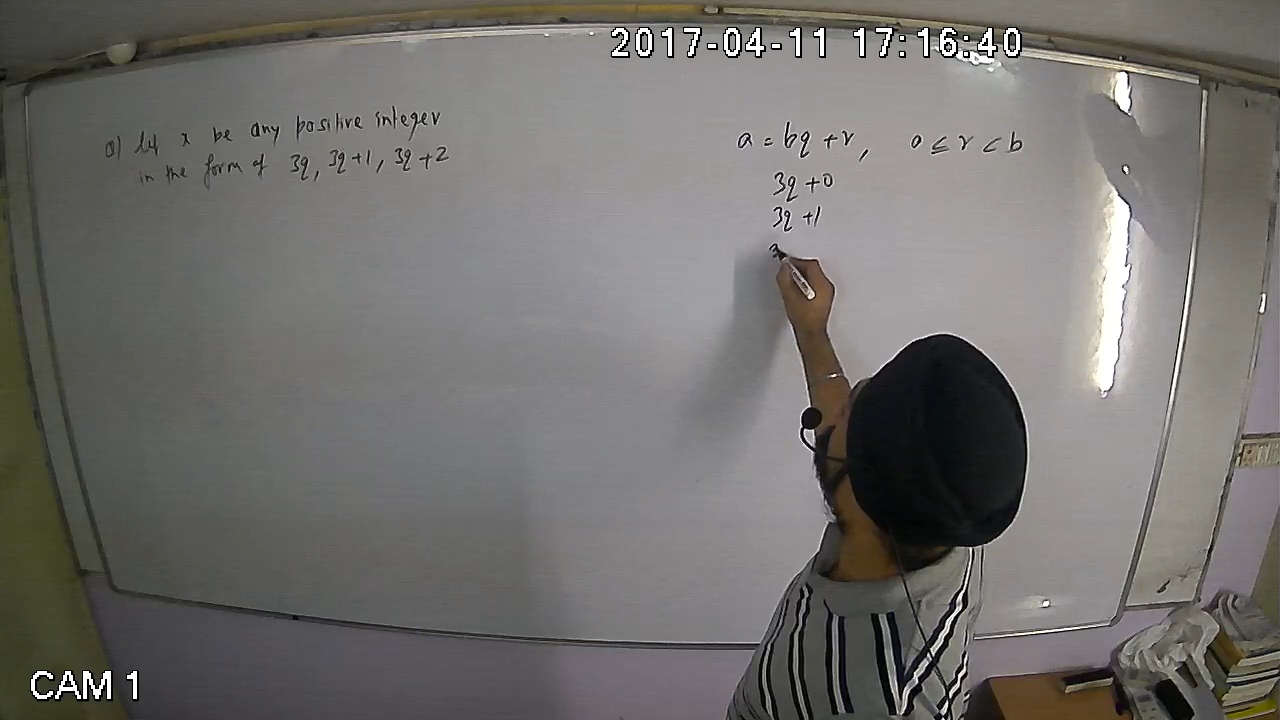 2017-04-11 17:16:40
a) let x be any positive integer
in the form of 3q, 3q+1, 3q+2
a = bq + r, 0 ≤ r < b
3q + 0
3q + 1
3
CAM 1